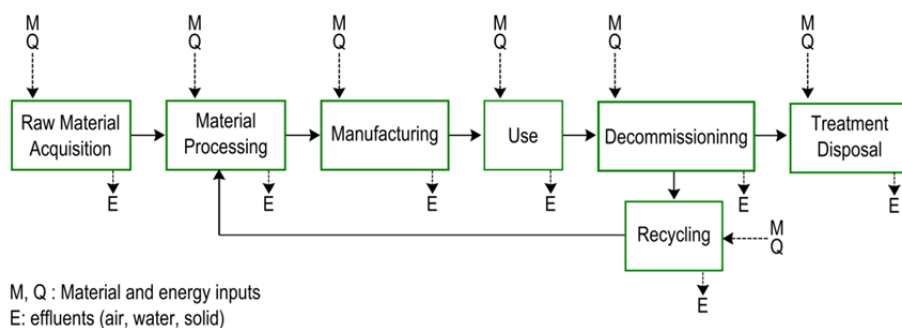 M M M M M M
Q Q Q Q Q Q
Raw Material
Acquisition
Material
Processing
Manufacturing
Use
Decommissioninng
Treatment
Disposal
E E E E E E
Recycling
M
Q
E
M, Q : Material and energy inputs
E: effluents (air, water, solid)